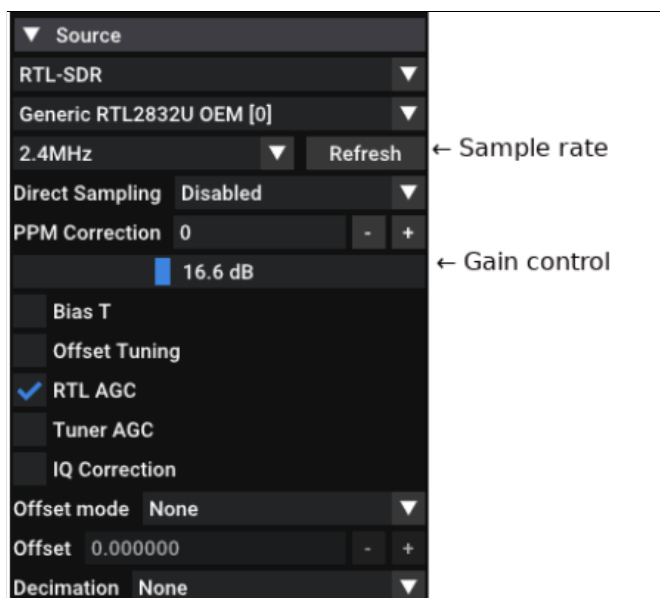 ▼ Source
RTL-SDR ▼
Generic RTL2832U OEM [0] ▼
2.4MHz ▼ Refresh ← Sample rate
Direct Sampling Disabled ▼
PPM Correction 0 - +
16.6 dB ← Gain control
Bias T
Offset Tuning
RTL AGC
Tuner AGC
IQ Correction
Offset mode None ▼
Offset 0.000000 - +
Decimation None ▼